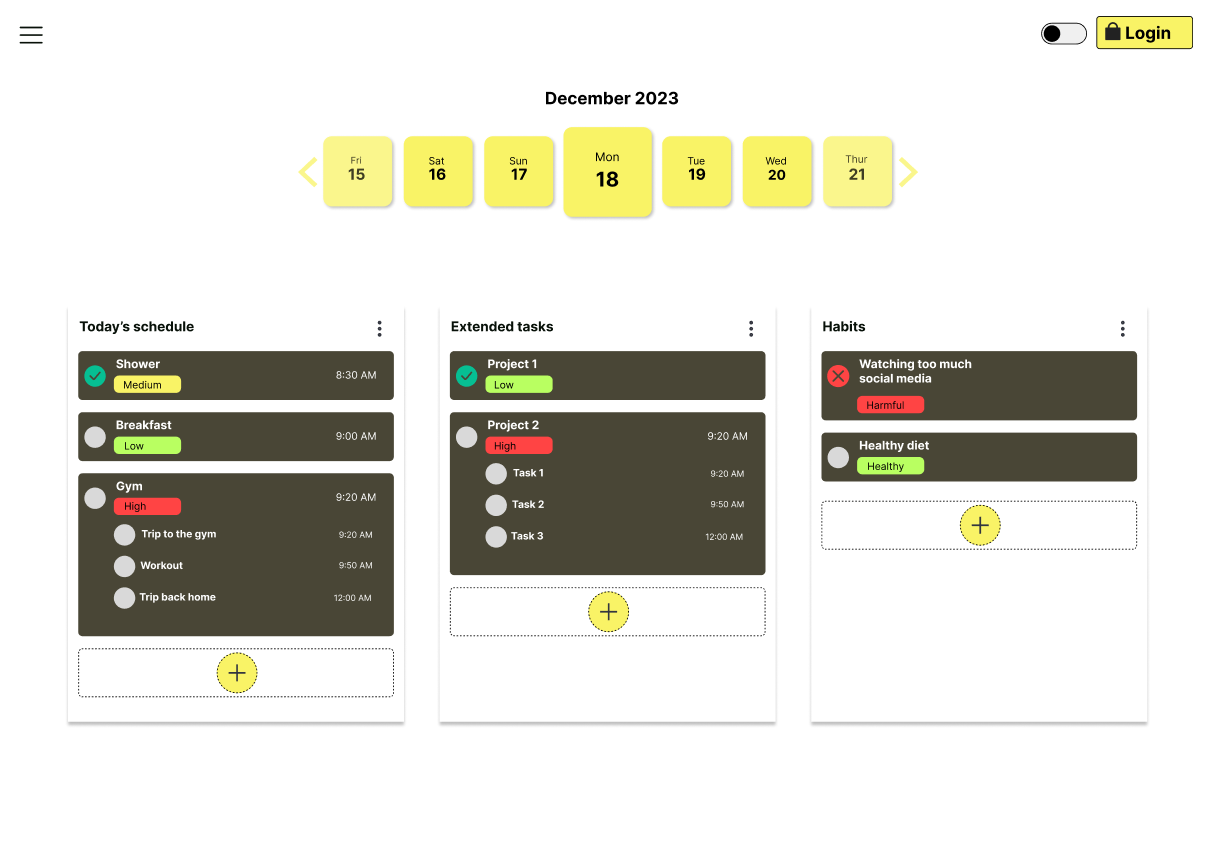 Login
December 2023
Fri
15
Sat
16
Sun
17
Mon
18
Tue
19
Wed
20
Thur
21
Today’s schedule
Shower
Medium
8:30 AM
Breakfast
Low
9:00 AM
Gym
High
9:20 AM
Trip to the gym
9:20 AM
Workout
9:50 AM
Trip back home
12:00 AM
Extended tasks
Project 1
Low
Project 2
High
9:20 AM
Task 1
9:20 AM
Task 2
9:50 AM
Task 3
12:00 AM
Habits
Watching too much
social media
Harmful
Healthy diet
Healthy